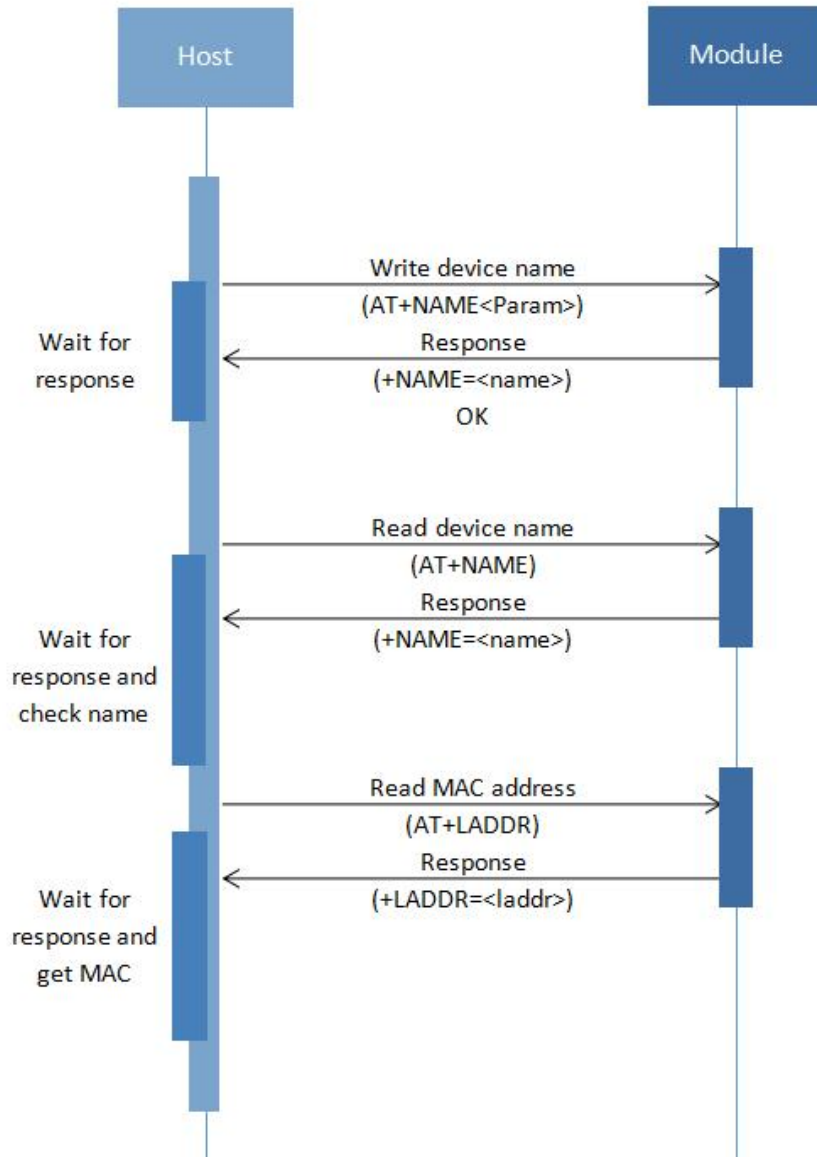 Host
Module
Write device name
(AT+NAME<Param>)
Wait for
response
Response
(+NAME=<name>)
OK
Read device name
(AT+NAME)
Response
(+NAME=<name>)
Wait for
response and
check name
Read MAC address
(AT+LADDR)
Response
(+LADDR=<laddr>)
Wait for
response and
get MAC